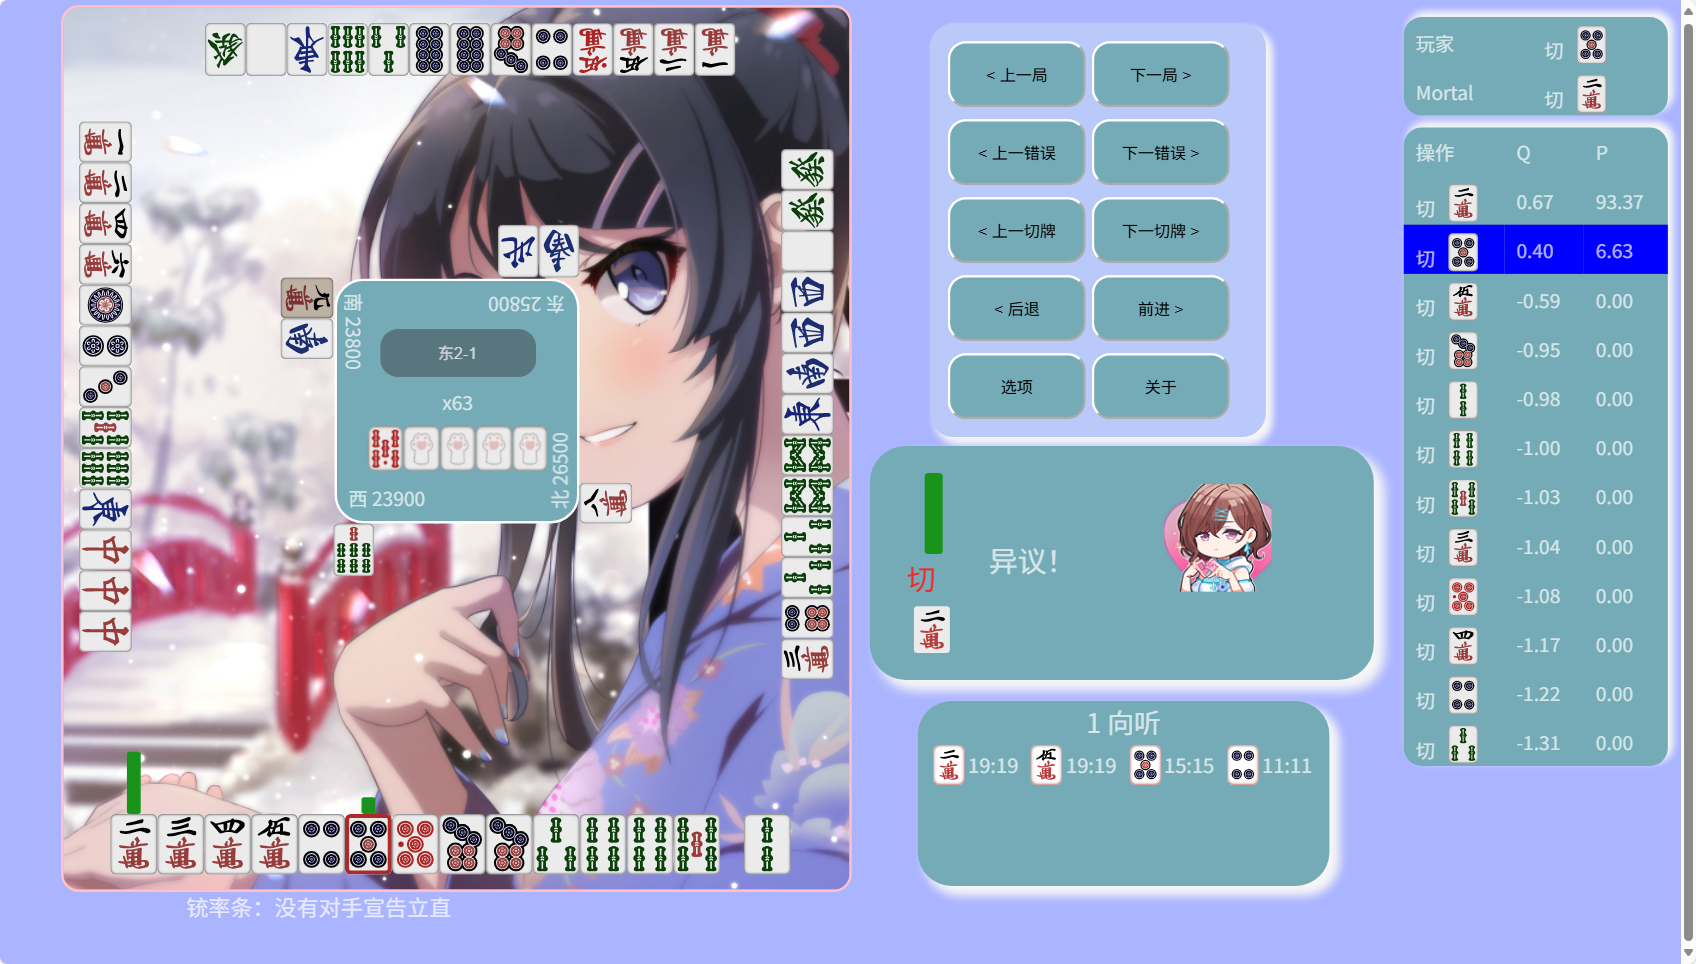 南 23800
东 25800
东2-1
x63
北 26500
西 23900
铳率条：没有对手宣告立直
< 上一局
下一局 >
< 上一错误
下一错误 >
< 上一切牌
下一切牌 >
< 后退
前进 >
选项
关于
切
异议！
1 向听
19:19
19:19
15:15
11:11
玩家 切
Mortal 切
操作 Q P
切 0.67 93.37
切 0.40 6.63
切 -0.59 0.00
切 -0.95 0.00
切 -0.98 0.00
切 -1.00 0.00
切 -1.03 0.00
切 -1.04 0.00
切 -1.08 0.00
切 -1.17 0.00
切 -1.22 0.00
切 -1.31 0.00